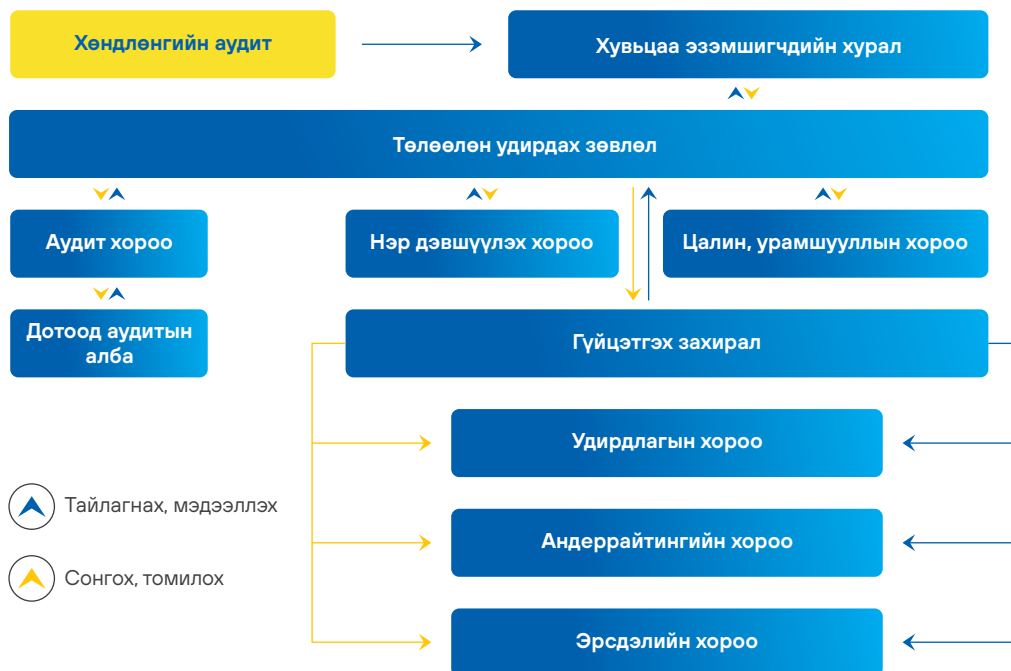 Хөндлөнгийн аудит
Хувьцаа эзэмшигчдийн хурал
Төлөөлөн удирдах зөвлөл
Аудит хороо
Нэр дэвшүүлэх хороо
Цалин, урамшууллын хороо
Дотоод аудитын
алба
Гүйцэтгэх захирал
Удирдлагын хороо
Тайлагнах, мэдээллэх
Андеррайтингийн хороо
Сонгох, томилох
Эрсдэлийн хороо